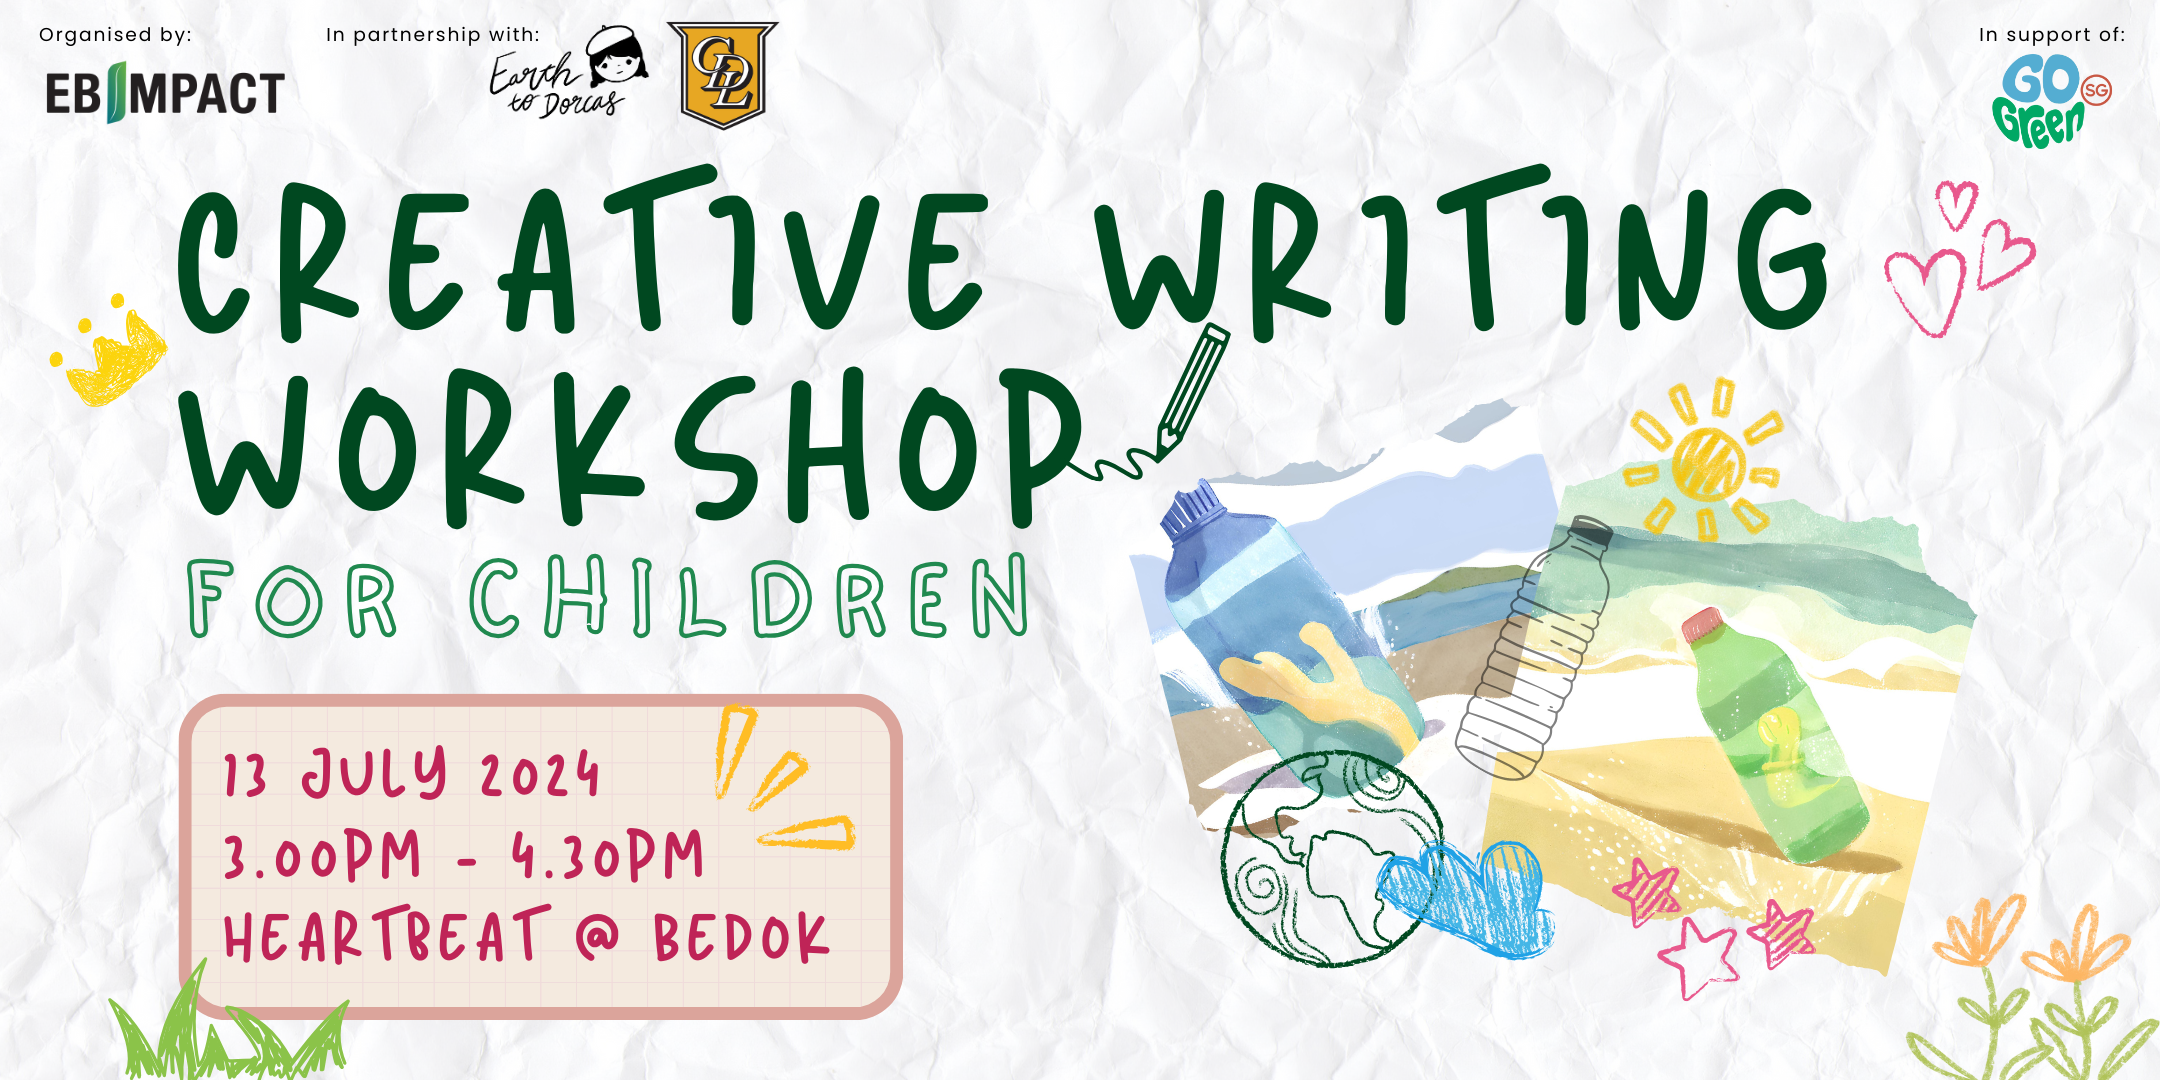 Organised by:
EB IMPACT
In partnership with:
Earth
to Dorcas
CDL
In support of:
GO
SG
Green
CREATIVE WRITING
WORKSHOP
FOR CHILDREN
13 JULY 2024
3.00PM - 4.30PM
HEARTBEAT @ BEDOK